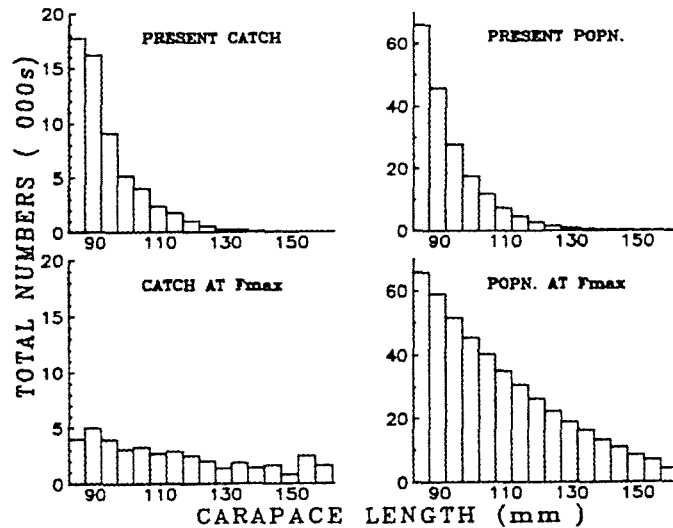 TOTAL NUMBERS ( 000s)
PRESENT CATCH
20
15
10
5
0
90 110 130 150
PRESENT POPN.
60
40
20
0
90 110 130 150
CATCH AT Fmax
20
15
10
5
0
90 110 130 150
POPN. AT Fmax
60
40
20
0
90 110 130 150
CARAPACE LENGTH (mm)